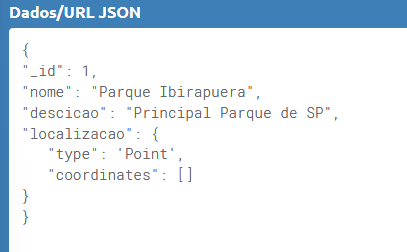 Dados/URL JSON
{
"_id": 1,
"nome": "Parque Ibirapuera",
"descicao": "Principal Parque de SP",
"localizacao": {
   "type": 'Point',
   "coordinates": []
}
}